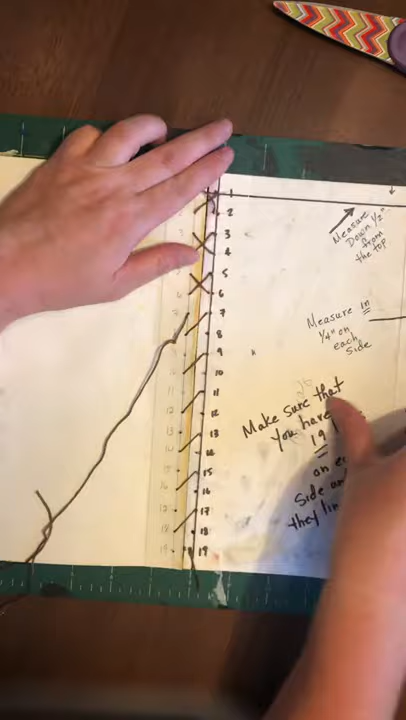 1
2
3
4
5
6
7
8
9
10
11
12
13
14
15
16
17
18
19
Measure
Down 1/2"
from
the top
Measure in
1/4" on
each
side
Make sure that
you have
19
on
side
they